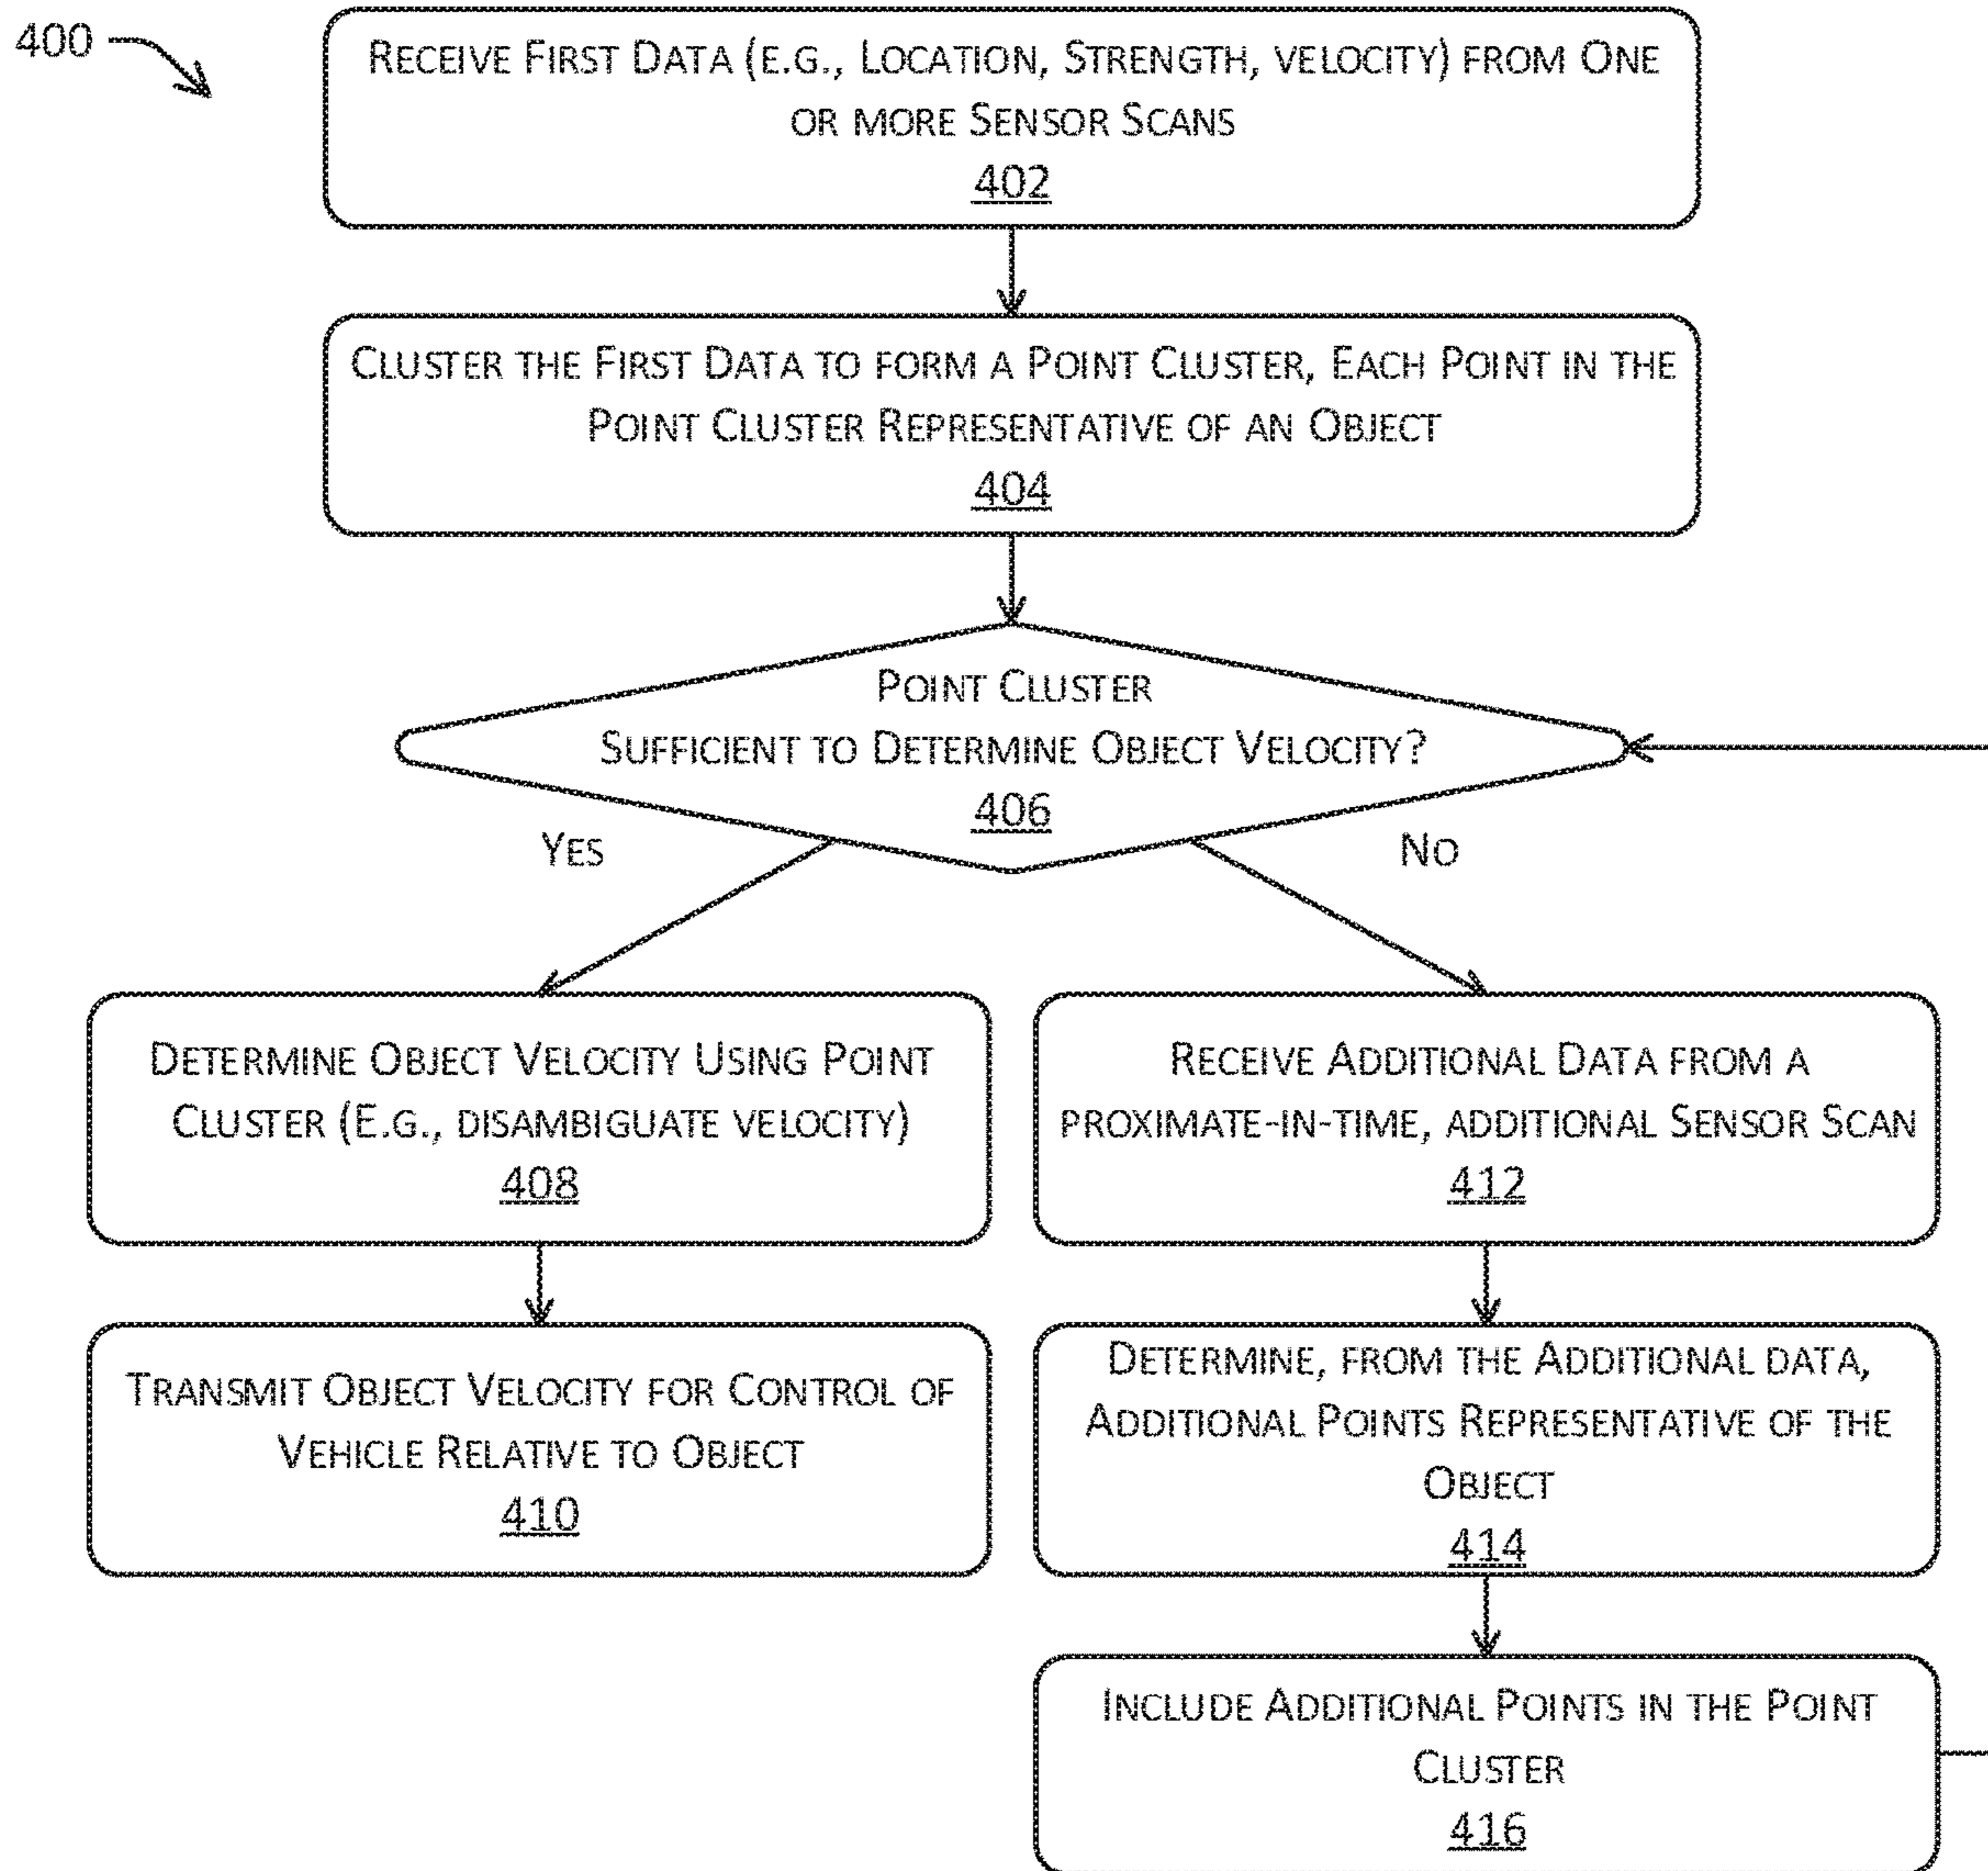 400
Receive First Data (e.g., Location, Strength, velocity) from One
or more Sensor Scans
402
Cluster the First Data to form a Point Cluster, Each Point in the
Point Cluster Representative of an Object
404
Point Cluster
Sufficient to Determine Object Velocity?
406
Yes
No
Determine Object Velocity Using Point
Cluster (E.g., disambiguate velocity)
408
Receive Additional Data from a
proximate-in-time, additional Sensor Scan
412
Transmit Object Velocity for Control of
Vehicle Relative to Object
410
Determine, from the Additional data,
Additional Points Representative of the
Object
414
Include Additional Points in the Point
Cluster
416